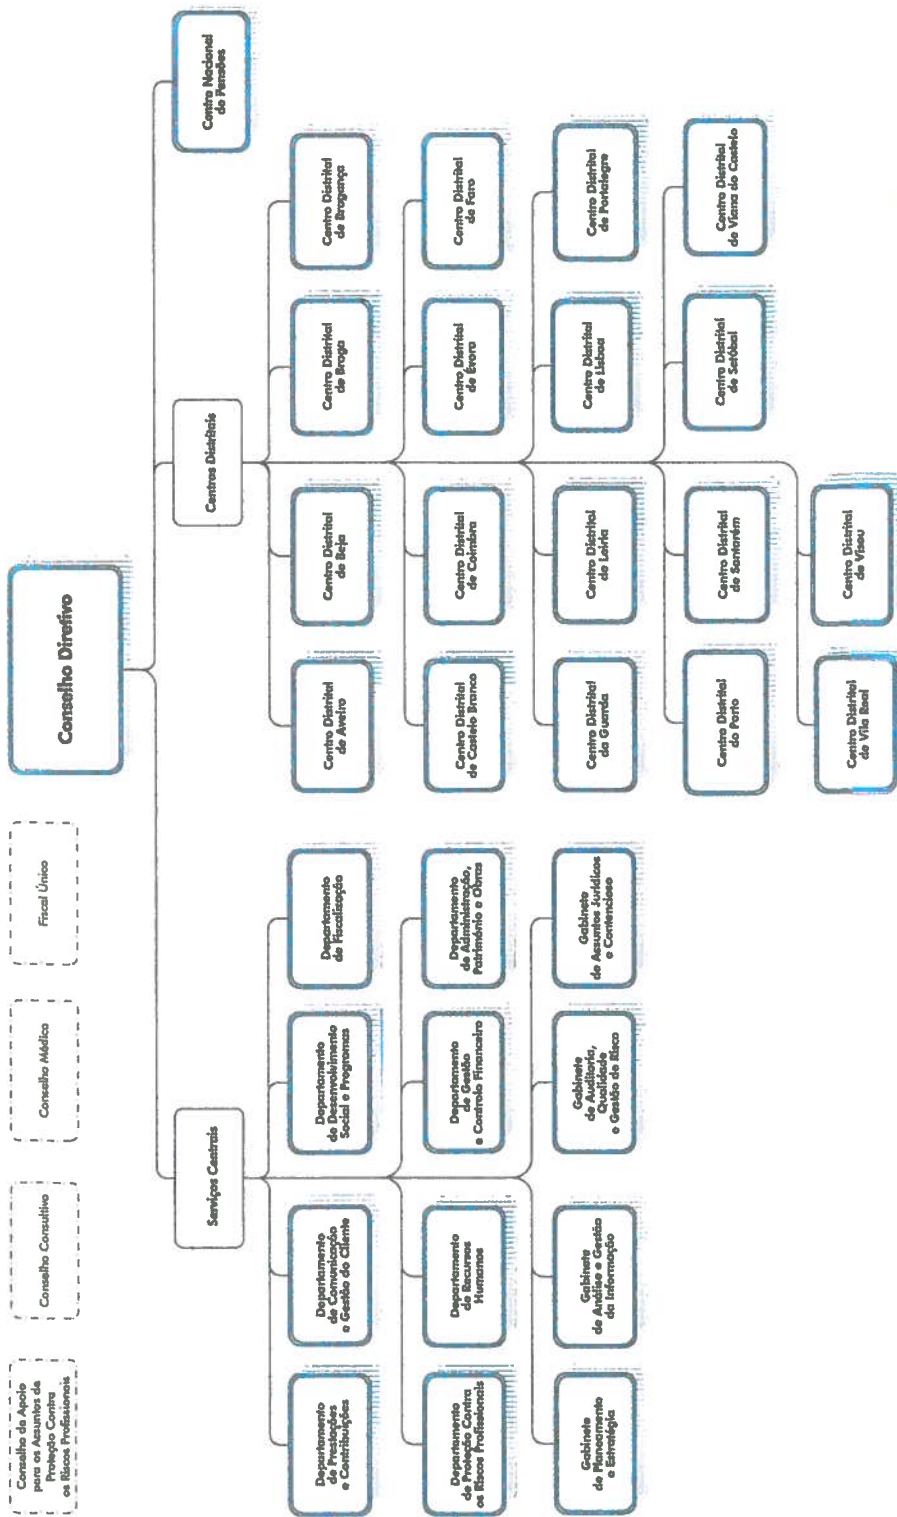 Conselho de Apoio
para os Assuntos de
Proteção Contra
os Riscos Profissionais
Conselho Consultivo
Conselho Médico
Fiscal Único
Conselho Diretivo
Serviços Centrais
Centros Distritais
Centro Nacional
de Pensões
Departamento
de Prestações
e Contribuições
Departamento
de Comunicação
e Gestão do Cliente
Departamento
de Desenvolvimento
Social e Programas
Departamento
de Fiscalização
Departamento
de Proteção Contra
os Riscos Profissionais
Departamento
de Recursos
Humanos
Departamento
de Gestão
e Controlo Financeiro
Departamento
de Administração,
Património e Obras
Gabinete
de Planeamento
e Estratégia
Gabinete
de Análise e Gestão
da Informação
Gabinete
de Auditoria,
Qualidade
e Gestão de Risco
Gabinete
de Assuntos Jurídicos
e Contencioso
Centro Distrital
de Aveiro
Centro Distrital
de Beja
Centro Distrital
de Braga
Centro Distrital
de Bragança
Centro Distrital
de Castelo Branco
Centro Distrital
de Coimbra
Centro Distrital
de Évora
Centro Distrital
de Faro
Centro Distrital
da Guarda
Centro Distrital
de Leiria
Centro Distrital
de Lisboa
Centro Distrital
de Portalegre
Centro Distrital
do Porto
Centro Distrital
de Santarém
Centro Distrital
de Setúbal
Centro Distrital
de Viana do Castelo
Centro Distrital
de Vila Real
Centro Distrital
de Viseu